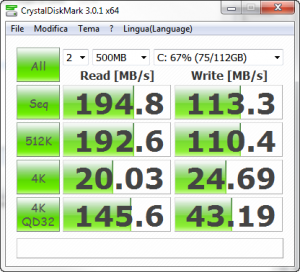 CrystalDiskMark 3.0.1 x64
File Modifica Tema ? Lingua(Language)
All 2 500MB C: 67% (75/112GB)
Read [MB/s] Write [MB/s]
Seq 194.8 113.3
512K 192.6 110.4
4K 20.03 24.69
4K QD32 145.6 43.19